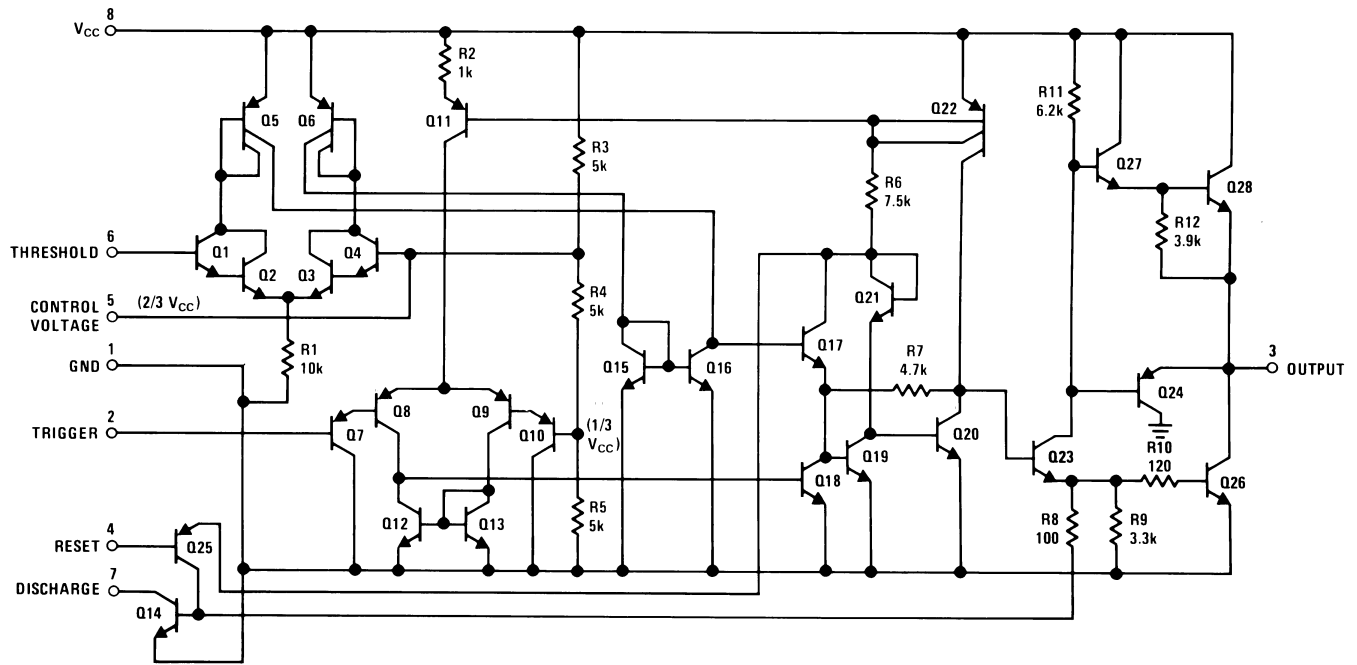 8
VCC
R2
1k
Q5
Q6
Q11
Q22
R11
6.2k
Q27
R3
5k
R6
7.5k
Q28
R12
3.9k
6
THRESHOLD
Q1
Q2
Q3
Q4
CONTROL 5 (2/3 VCC)
VOLTAGE
R4
5k
Q21
1
GND
R1
10k
Q15
Q16
Q17
R7
4.7k
3
OUTPUT
Q24
2
TRIGGER
Q7
Q8
Q9
Q10
(1/3
VCC)
Q18
Q19
Q20
Q23
R10
120
Q26
Q12
Q13
R5
5k
R8
100
R9
3.3k
4
RESET
Q25
7
DISCHARGE
Q14